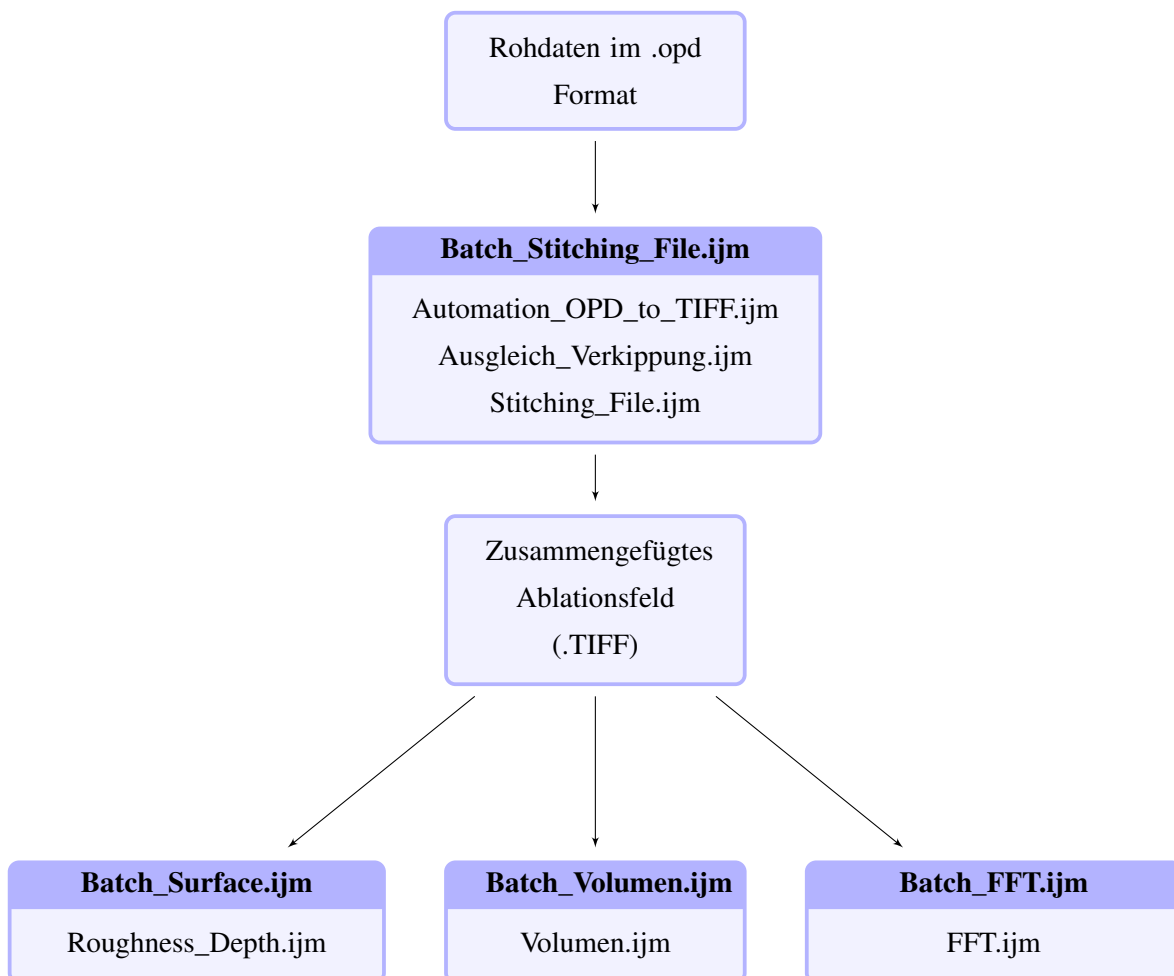 Rohdaten im .opd
Format
Batch_Stitching_File.ijm
Automation_OPD_to_TIFF.ijm
Ausgleich_Verkippung.ijm
Stitching_File.ijm
Zusammengefügtes
Ablationsfeld
(.TIFF)
Batch_Surface.ijm
Roughness_Depth.ijm
Batch_Volumen.ijm
Volumen.ijm
Batch_FFT.ijm
FFT.ijm